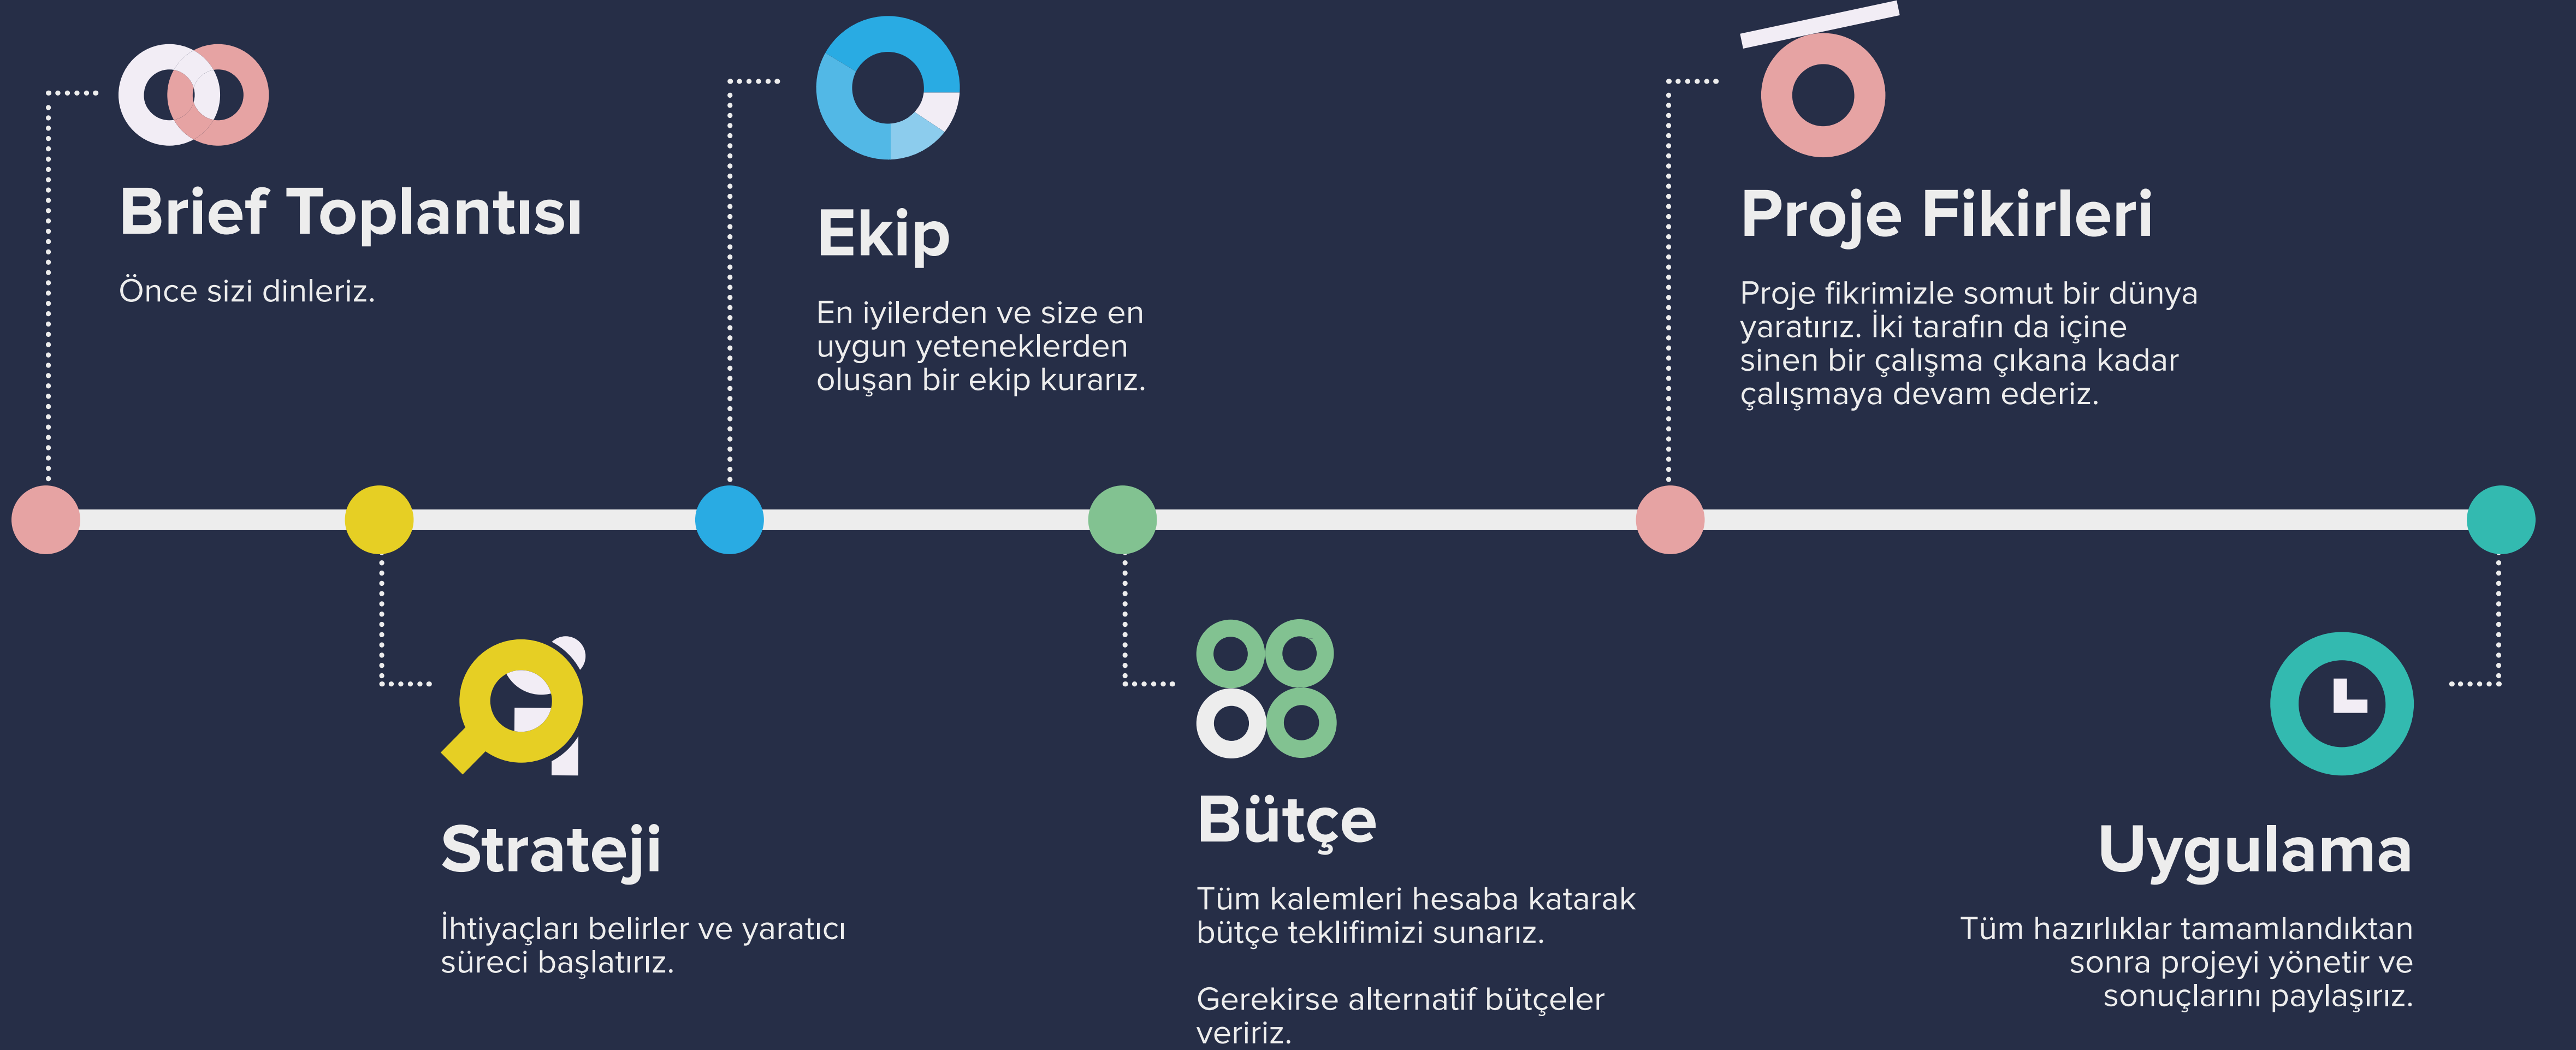 Brief Toplantısı
Önce sizi dinleriz.
Strateji
İhtiyaçları belirler ve yaratıcı
süreci başlatırız.
Ekip
En iyilerden ve size en
uygun yeteneklerden
oluşan bir ekip kurarız.
Bütçe
Tüm kalemleri hesaba katarak
bütçe teklifimizi sunarız.
Gerekirse alternatif bütçeler
veririz.
Proje Fikirleri
Proje fikrimizle somut bir dünya
yaratırız. İki tarafın da içine
sinen bir çalışma çıkana kadar
çalışmaya devam ederiz.
Uygulama
Tüm hazırlıklar tamamlandıktan
sonra projeyi yönetir ve
sonuçlarını paylaşırız.